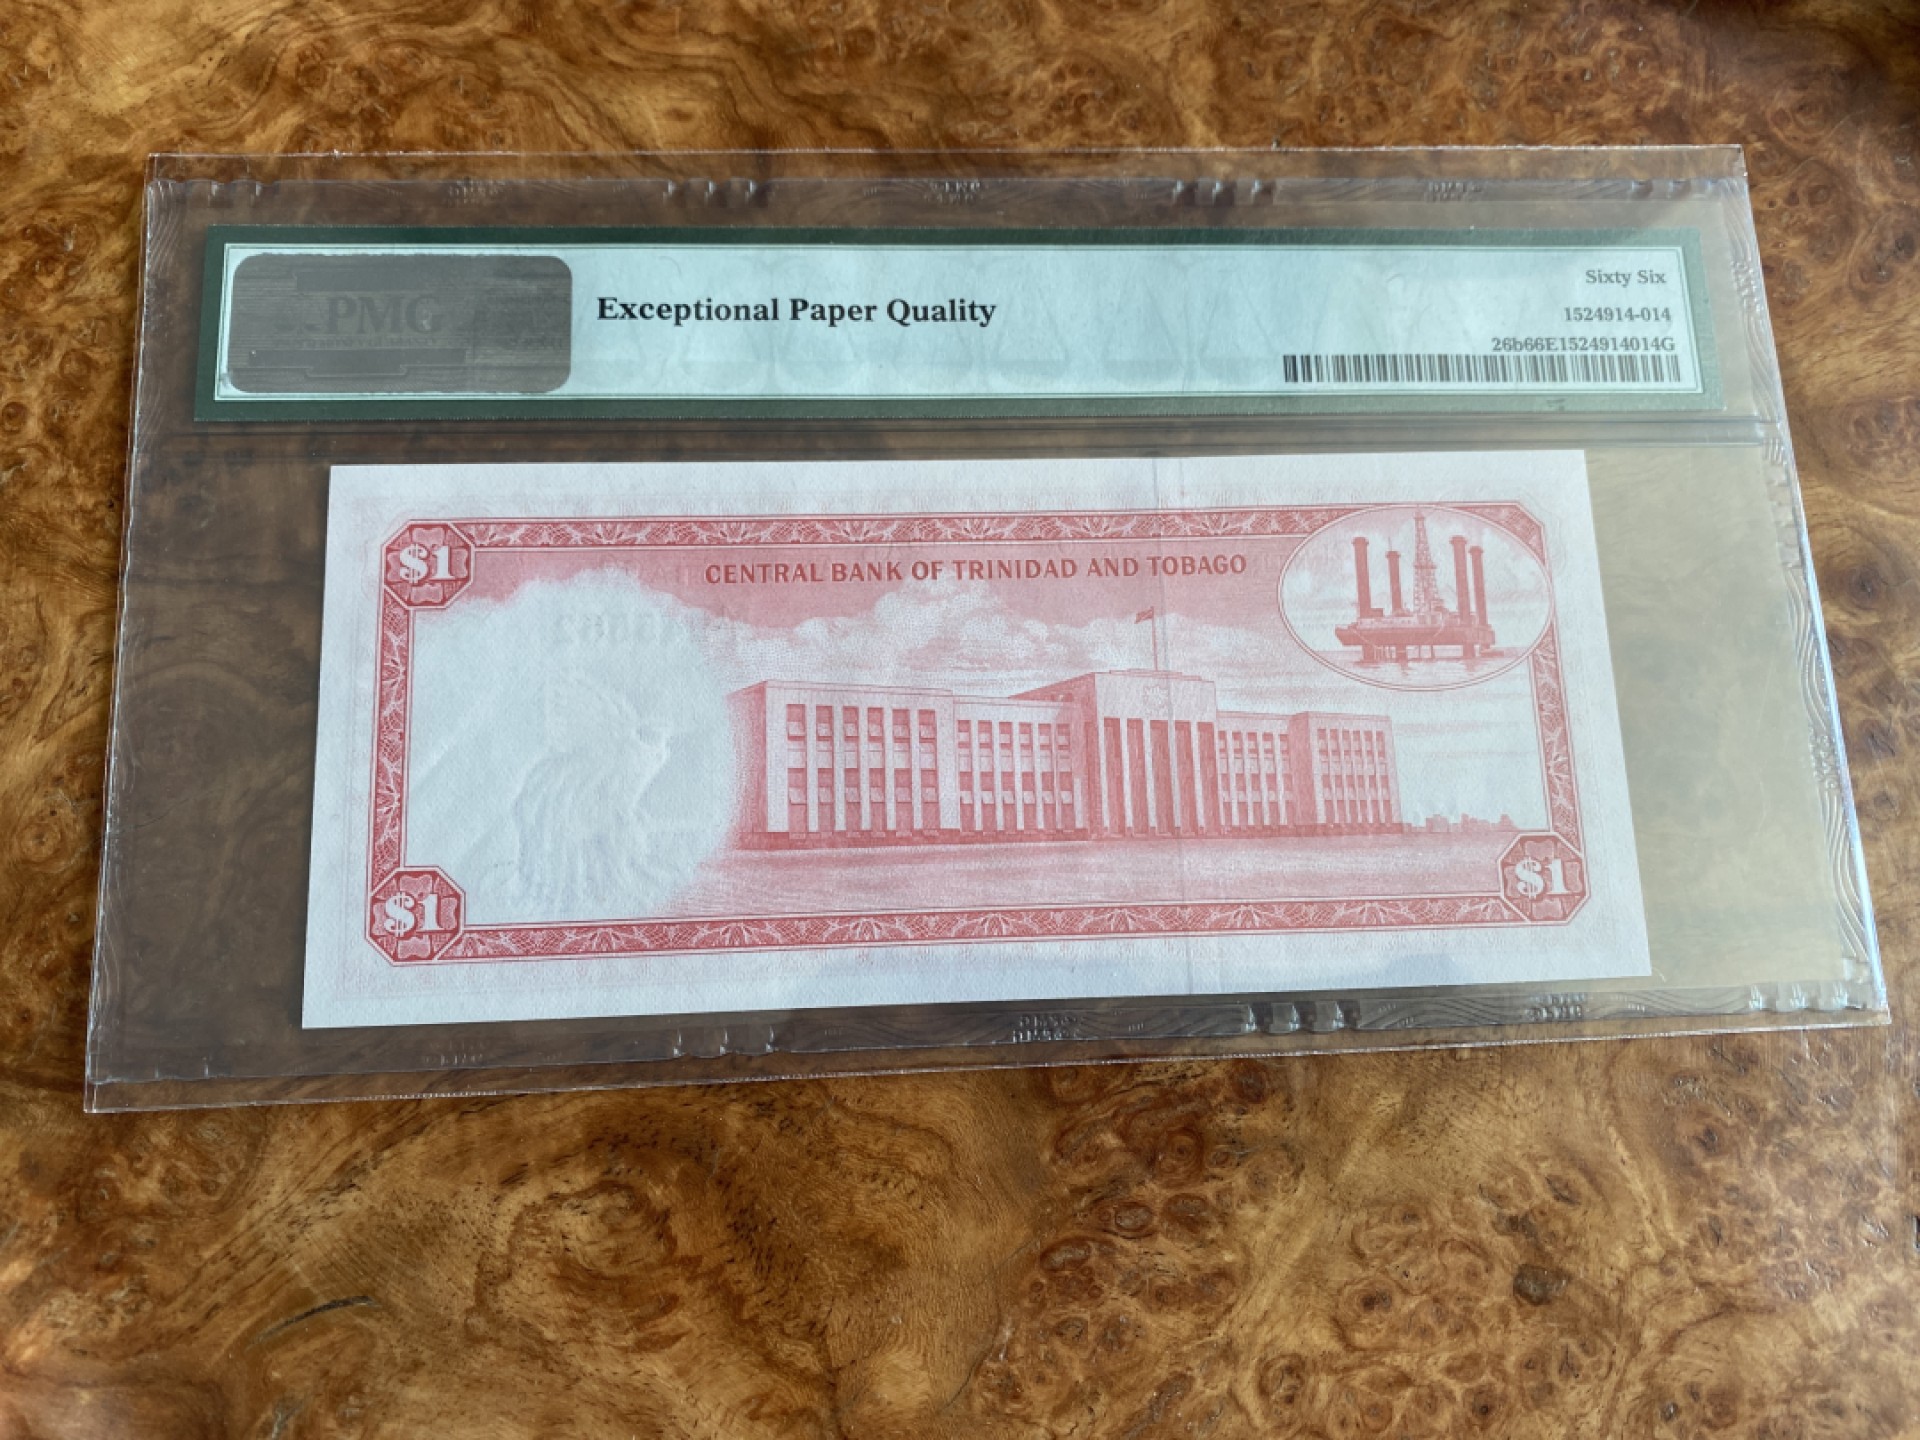 PMG
Exceptional Paper Quality
Sixty Six
1524914-014
26b66E1524914014G
$1
CENTRAL BANK OF TRINIDAD AND TOBAGO
$1
$1